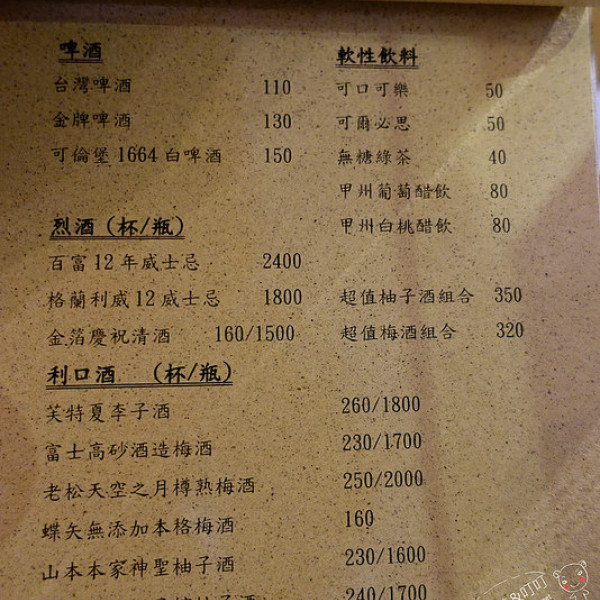 啤酒
台灣啤酒 110
金牌啤酒 130
可倫堡 1664 白啤酒 150
烈酒(杯/瓶)
百富12年威士忌 2400
格蘭利威12威士忌 1800
金箔慶祝清酒 160/1500
利口酒 (杯/瓶)
芙特夏李子酒 260/1800
富士高砂酒造梅酒 230/1700
老松天空之月樽熟梅酒 250/2000
蝶矢無添加本格梅酒 160
山本本家神聖柚子酒 230/1600
240/1700
軟性飲料
可口可樂 50
可爾必思 50
無糖綠茶 40
甲州葡萄醋飲 80
甲州白桃醋飲 80
超值柚子酒組合 350
超值梅酒組合 320